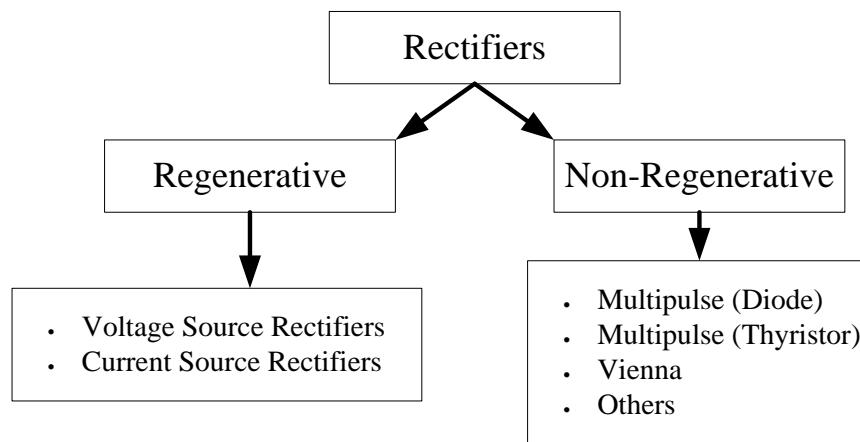 Rectifiers
Regenerative
Non-Regenerative
• Voltage Source Rectifiers
• Current Source Rectifiers
• Multipulse (Diode)
• Multipulse (Thyristor)
• Vienna
• Others